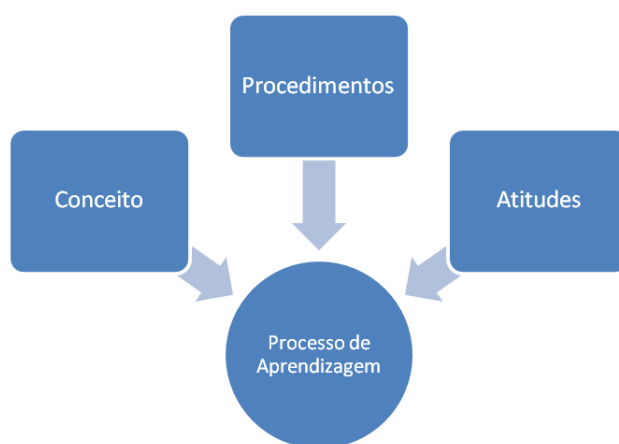 Procedimentos
Conceito
Atitudes
Processo de
Aprendizagem